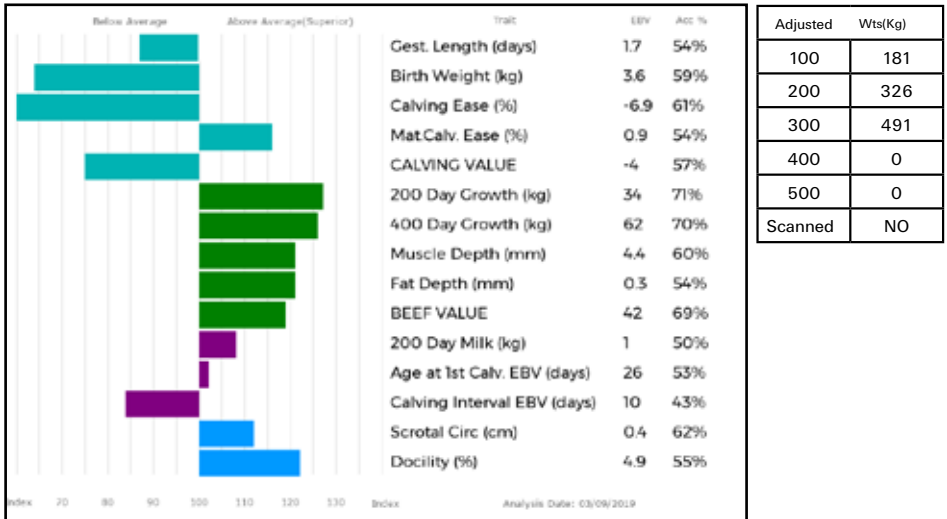 Below Average Above Average(Superior) Trait EBV Acc %
Gest. Length (days) 1.7 54%
Birth Weight (kg) 3.6 59%
Calving Ease (%) -6.9 61%
Mat.Calv. Ease (%) 0.9 54%
CALVING VALUE -4 57%
200 Day Growth (kg) 34 71%
400 Day Growth (kg) 62 70%
Muscle Depth (mm) 4.4 60%
Fat Depth (mm) 0.3 54%
BEEF VALUE 42 69%
200 Day Milk (kg) 1 50%
Age at 1st Calv. EBV (days) 26 53%
Calving Interval EBV (days) 10 43%
Scrotal Circ (cm) 0.4 62%
Docility (%) 4.9 55%
Index 70 80 90 100 110 120 130 Index Analysis Date: 03/09/2019
Adjusted Wts(Kg)
100 181
200 326
300 491
400 0
500 0
Scanned NO